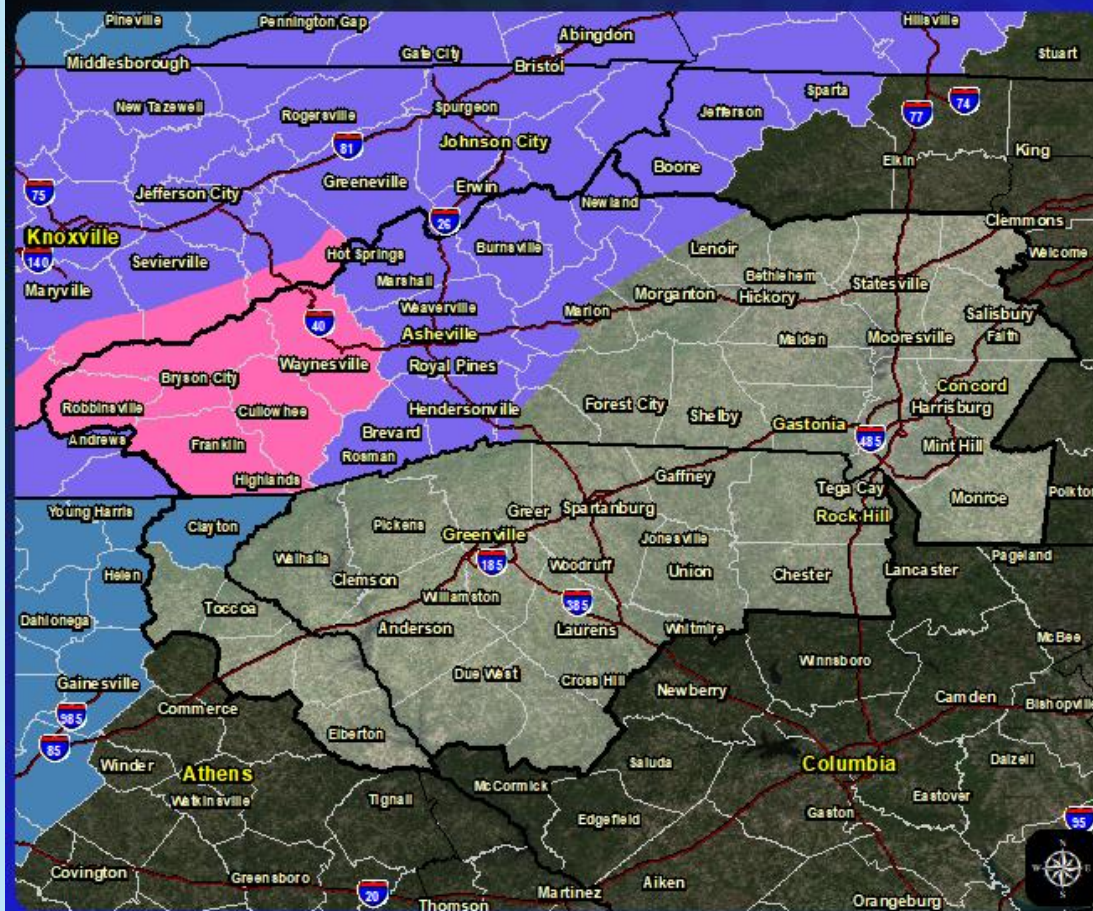 Pineville
Pennington Gap
Hillsville
Abingdon
Stuart
Gate City
Middlesborough
Bristol
New Tazewell
Rogersville
Spurgeon
Jefferson
Sparta
77
74
81
Johnson City
King
Boone
Elkin
75
Jefferson City
Greeneville
Erwin
Newland
26
Clemmons
Knoxville
140
Sevierville
Hot Springs
Burnsville
Lenoir
Welcome
Maryville
Marshall
Bethlehem
Statesville
Weaverville
Morganton
Hickory
Marion
Salisbury
40
Asheville
Maiden
Mooresville
Faith
Waynesville
Royal Pines
Bryson City
Concord
Robbinsville
Cullowhee
Hendersonville
Forest City
Shelby
Harrisburg
Gastonia
Andrews
Franklin
Brevard
485
Mint Hill
Rosman
Highlands
Gaffney
Tega Cay
Monroe
Polkton
Young Harris
Clayton
Pickens
Greer
Spartanburg
Rock Hill
Greenville
Jonesville
Walhalla
185
Woodruff
Pageland
Helen
Clemson
Union
Chester
Lancaster
Toccoa
Williamston
385
Dahlonega
Anderson
Laurens
Whitmire
McBee
Winnsboro
Due West
Cross Hill
Gainesville
Newberry
Camden
985
Commerce
Bishopville
85
Elberton
Winder
Athens
Saluda
Columbia
Dalzell
Watkinsville
Tignall
McCormick
Eastover
Edgefield
Gaston
95
Covington
Greensboro
Aiken
20
Thomson
Martinez
Orangeburg
N
W
E
S